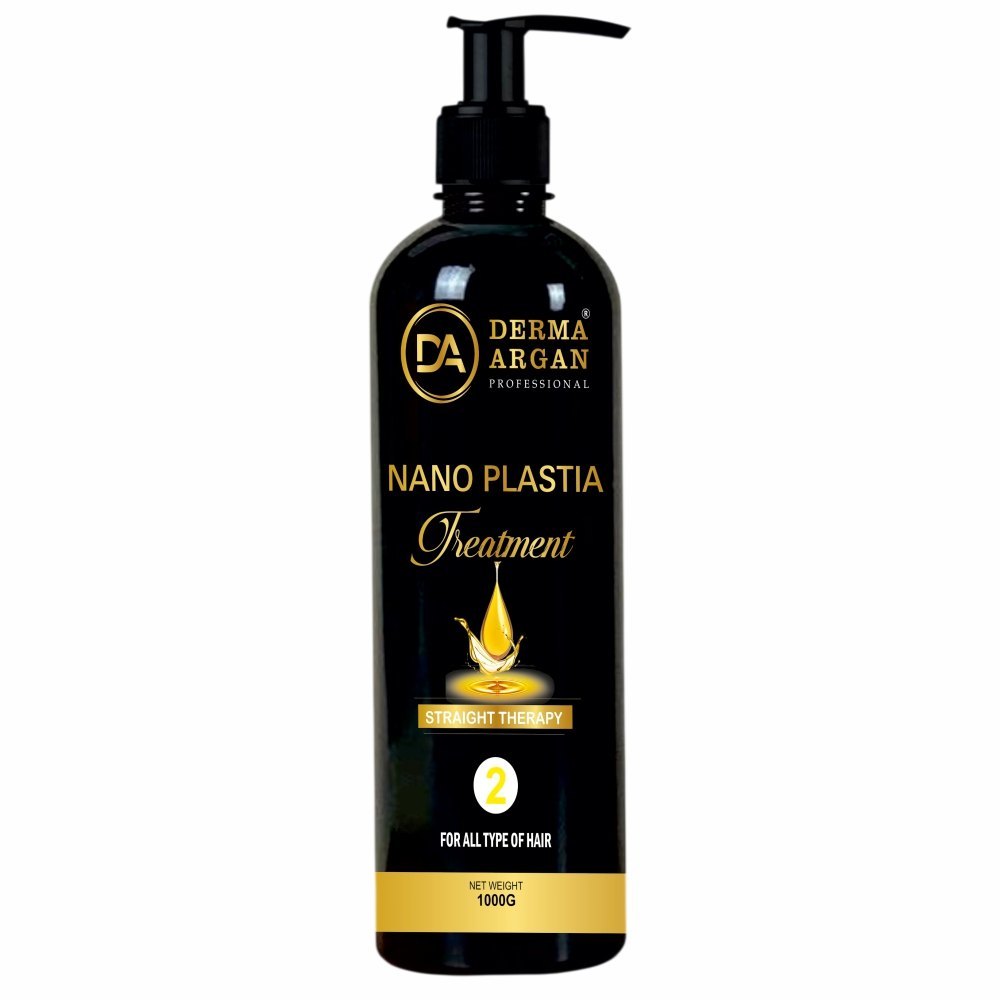 DA
DERMA
ARGAN®
PROFESSIONAL
NANO PLASTIA
Treatment
STRAIGHT THERAPY
2
FOR ALL TYPE OF HAIR
NET WEIGHT
1000G